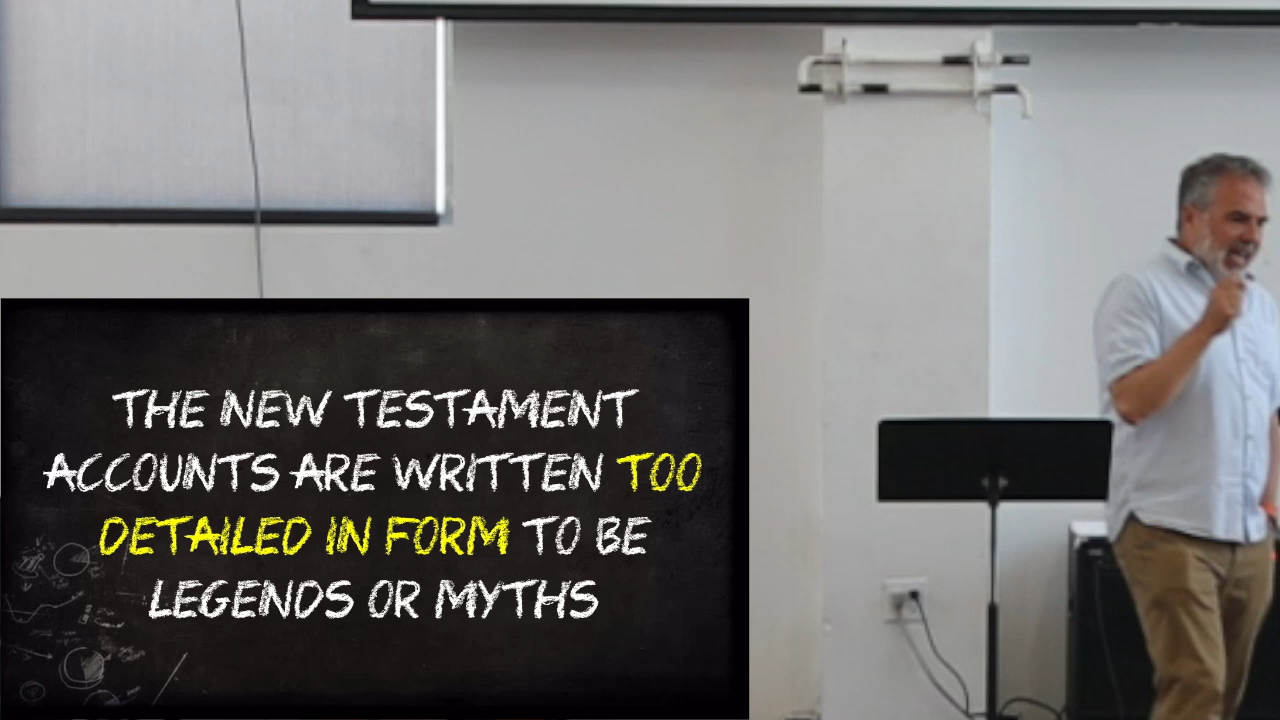 THE NEW TESTAMENT
ACCOUNTS ARE WRITTEN TOO
DETAILED IN FORM TO BE
LEGENDS OR MYTHS